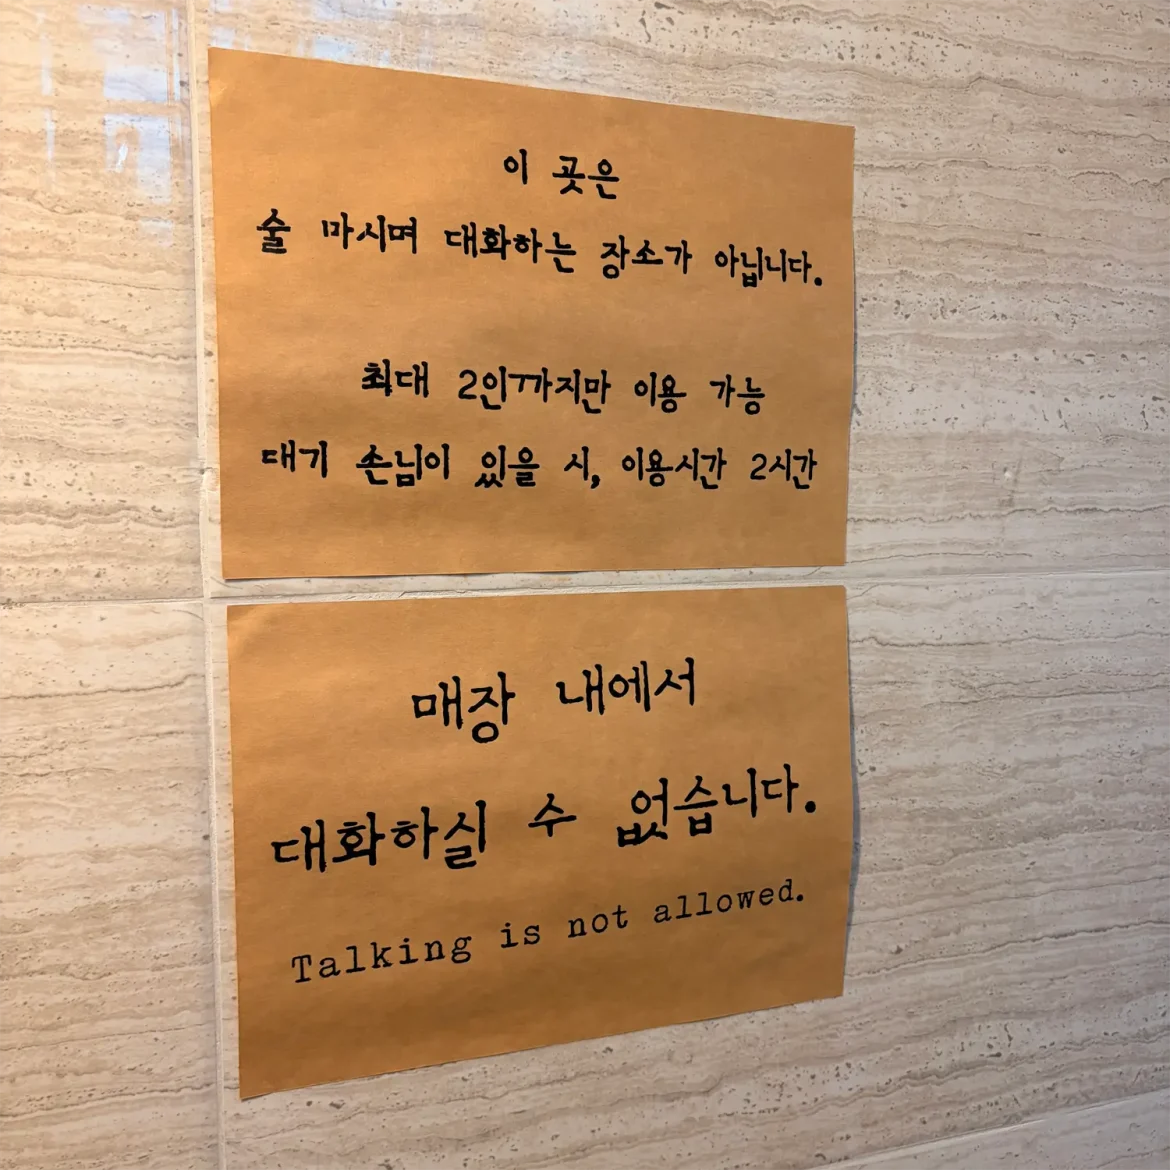 이 곳은
술 마시며 대화하는 장소가 아닙니다.
최대 2인까지만 이용 가능
대기 손님이 있을 시, 이용시간 2시간
매장 내에서
대화하실 수 없습니다.
Talking is not allowed.